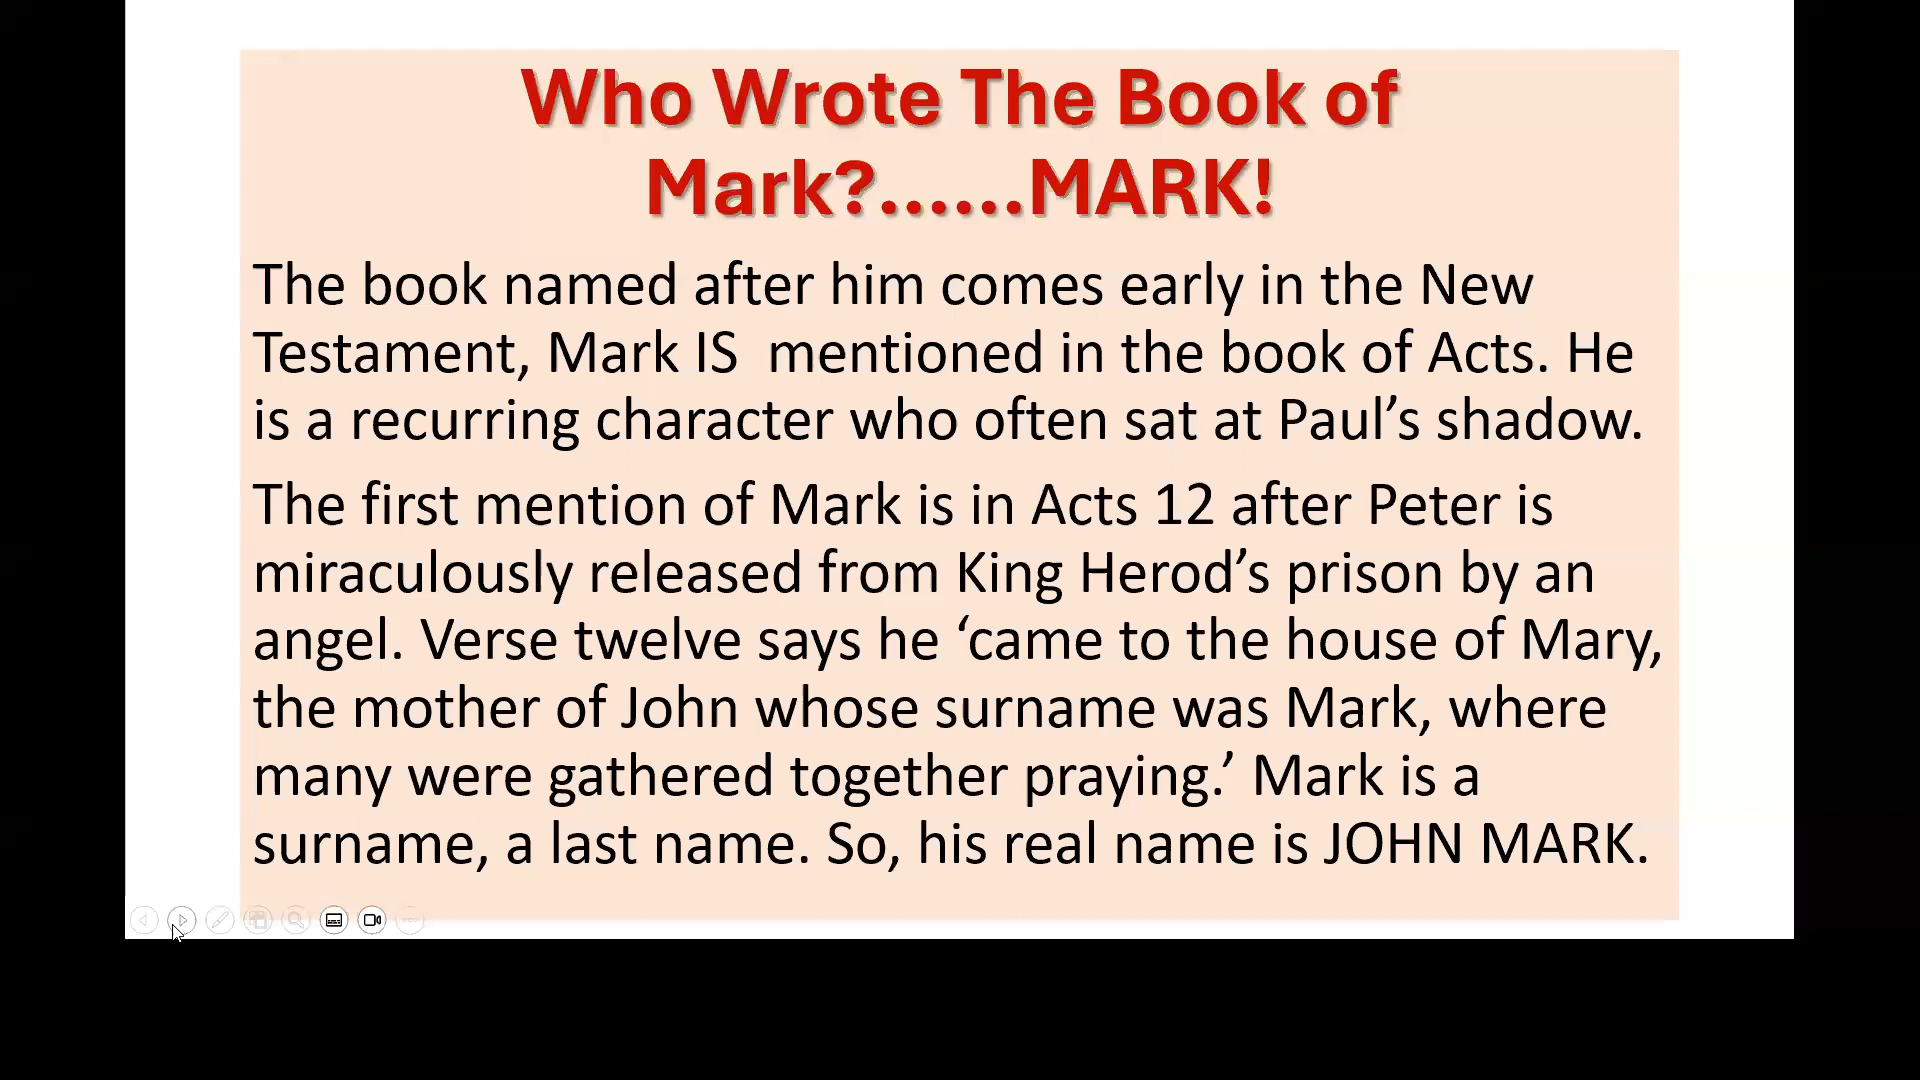 Who Wrote The Book of
Mark?......MARK!
The book named after him comes early in the New
Testament, Mark IS  mentioned in the book of Acts. He
is a recurring character who often sat at Paul’s shadow.
The first mention of Mark is in Acts 12 after Peter is
miraculously released from King Herod’s prison by an
angel. Verse twelve says he ‘came to the house of Mary,
the mother of John whose surname was Mark, where
many were gathered together praying.’ Mark is a
surname, a last name. So, his real name is JOHN MARK.